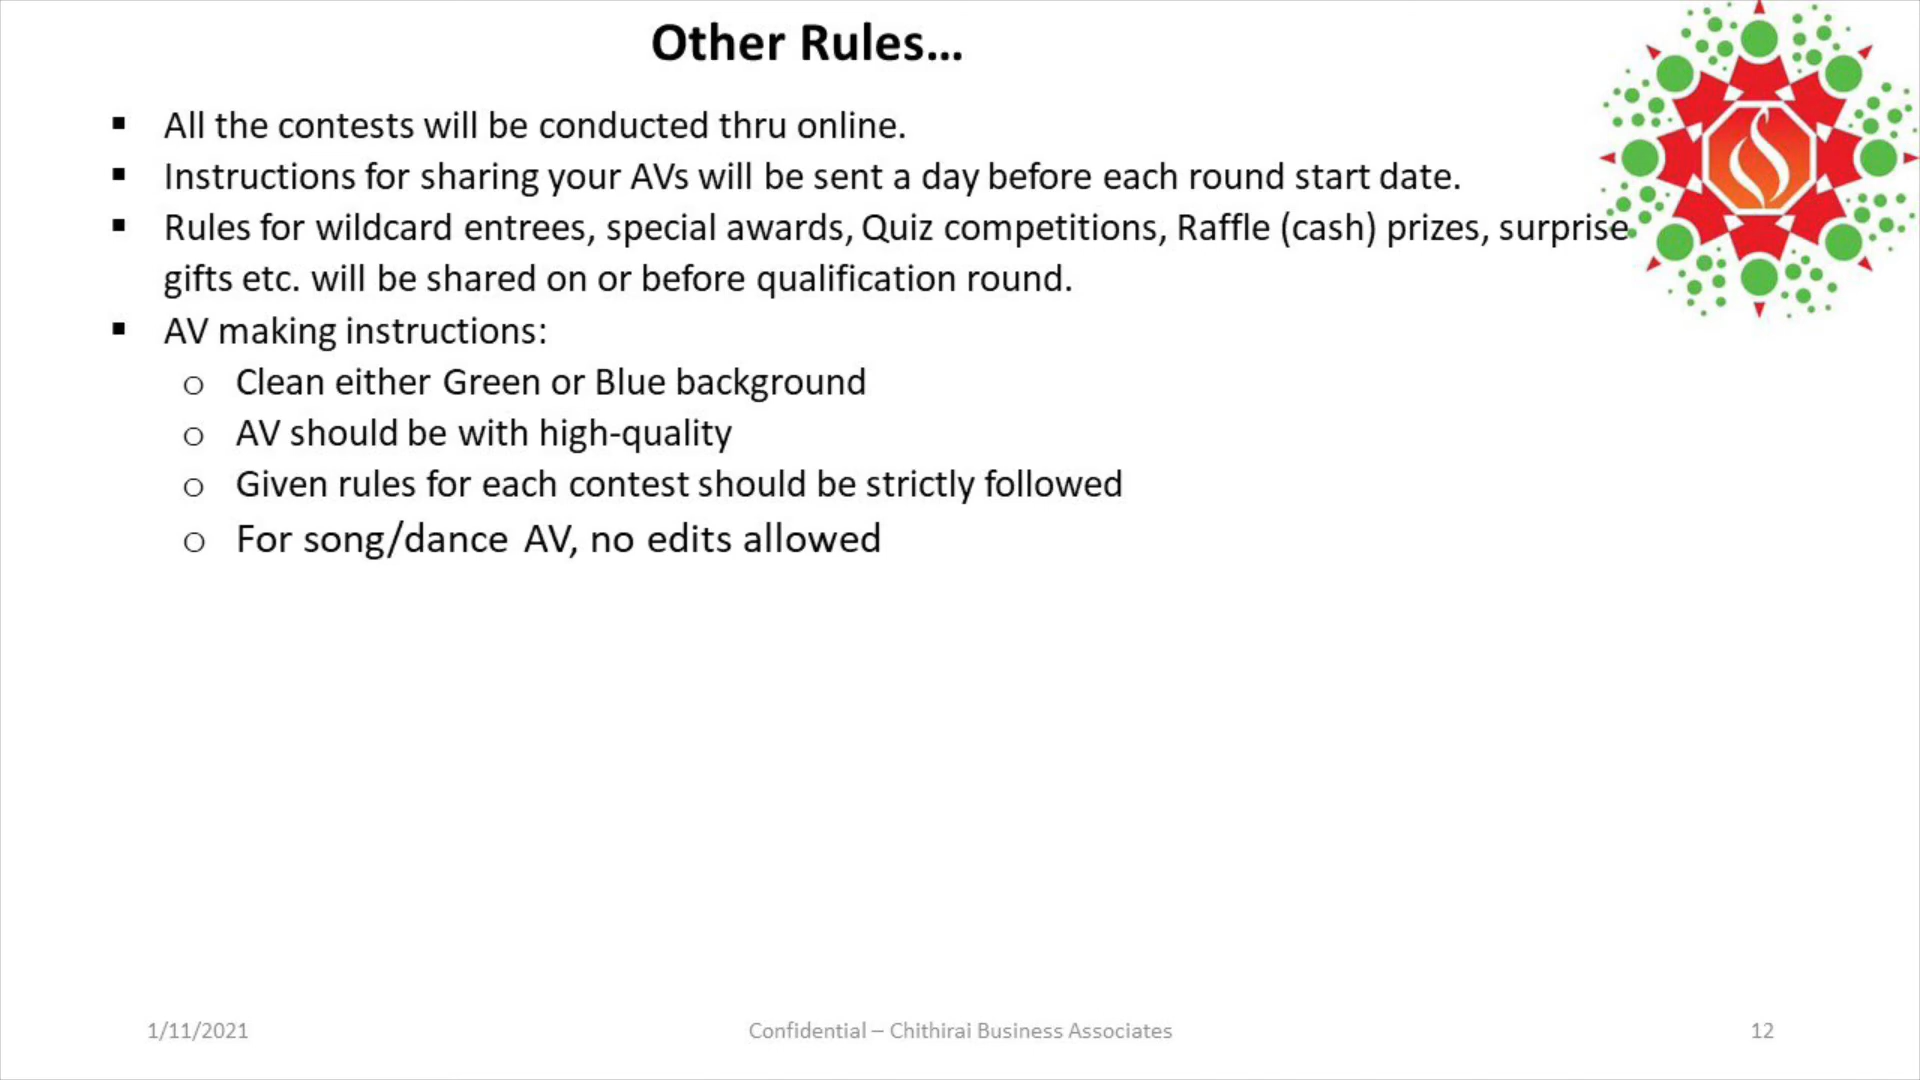 Other Rules...
▪ All the contests will be conducted thru online.
▪ Instructions for sharing your AVs will be sent a day before each round start date.
▪ Rules for wildcard entrees, special awards, Quiz competitions, Raffle (cash) prizes, surprise
gifts etc. will be shared on or before qualification round.
▪ AV making instructions:
o Clean either Green or Blue background
o AV should be with high-quality
o Given rules for each contest should be strictly followed
o For song/dance AV, no edits allowed
1/11/2021
Confidential – Chithirai Business Associates
12